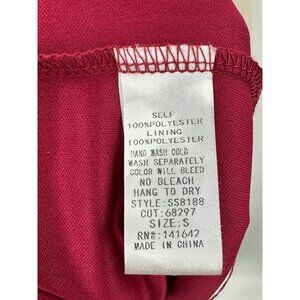 SELF
100%POLYESTER
LINING
100%POLYESTER
HAND WASH COLD
WASH SEPARATELY
COLOR WILL BLEED
NO BLEACH
HANG TO DRY
STYLE:SS8188
CUT:68297
SIZE:S
RN#:141642
MADE IN CHINA